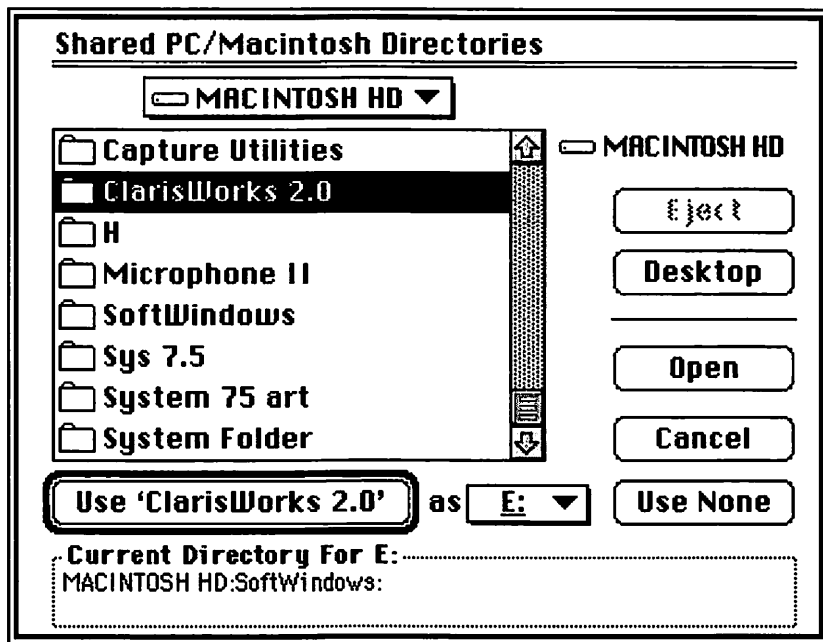 Shared PC/Macintosh Directories
MACINTOSH HD
Capture Utilities
ClarisWorks 2.0
H
Microphone II
SoftWindows
Sys 7.5
System 75 art
System Folder
MACINTOSH HD
Eject
Desktop
Open
Cancel
Use 'ClarisWorks 2.0' as E: Use None
Current Directory For E:
MACINTOSH HD:SoftWindows: